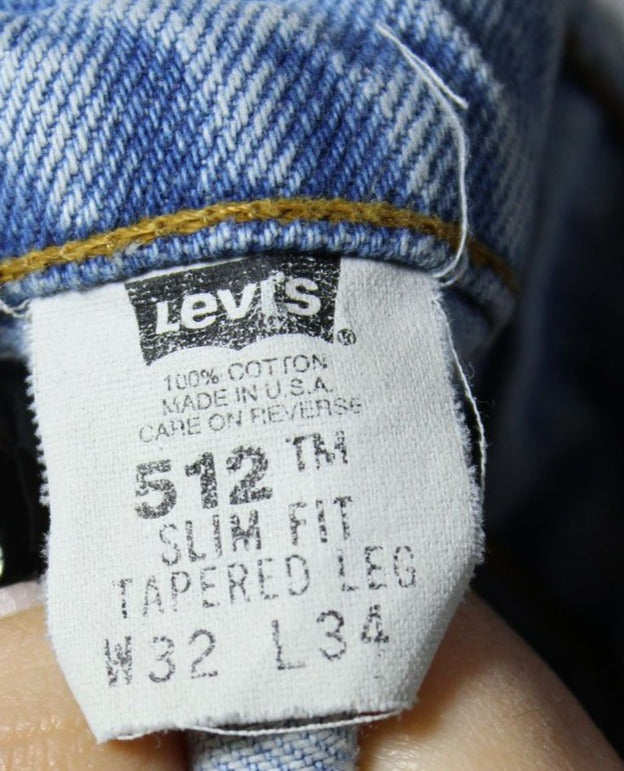 Levi's ®
100% COTTON
MADE IN U.S.A.
CARE ON REVERSE
512 TM
SLIM FIT
TAPERED LEG
W32 L34